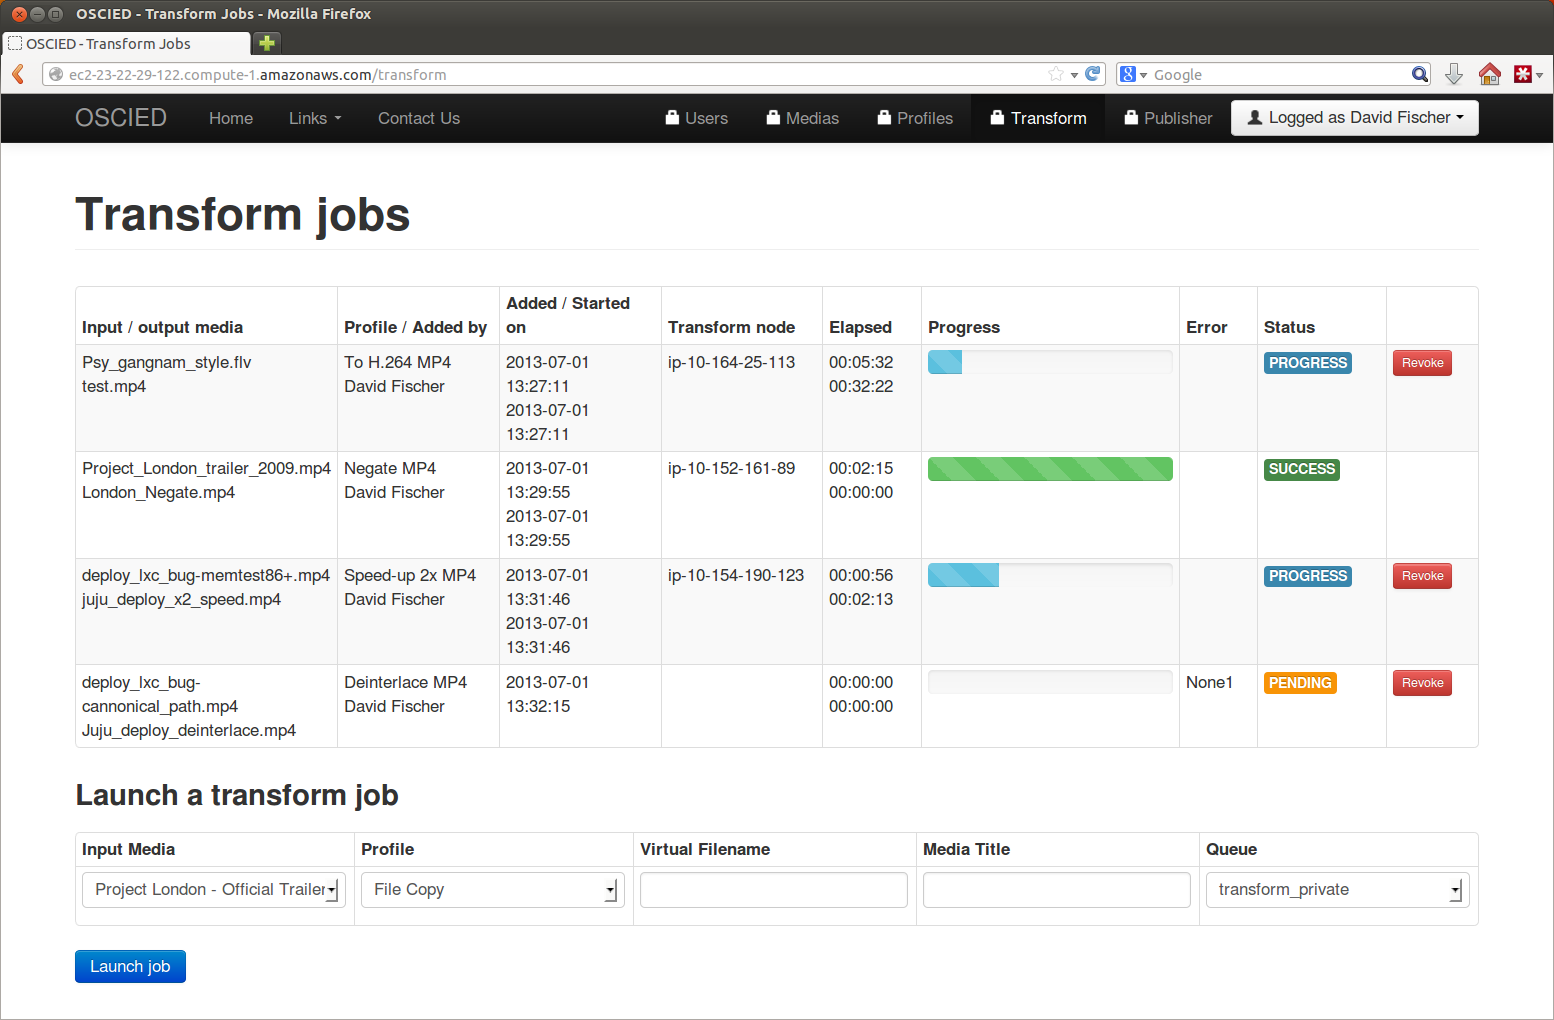 OSCIED - Transform Jobs - Mozilla Firefox
OSCIED - Transform Jobs
ec2-23-22-29-122.compute-1.amazonaws.com/transform
8 Google
OSCIED Home Links Contact Us Users Medias Profiles Transform Publisher Logged as David Fischer
Transform jobs
Input / output media Profile / Added by Added / Started on Transform node Elapsed Progress Error Status
Psy_gangnam_style.flv To H.264 MP4 2013-07-01 ip-10-164-25-113 00:05:32 PROGRESS Revoke
test.mp4 David Fischer 13:27:11 00:32:22
2013-07-01
13:27:11
Project_London_trailer_2009.mp4 Negate MP4 2013-07-01 ip-10-152-161-89 00:02:15 SUCCESS
London_Negate.mp4 David Fischer 13:29:55 00:00:00
2013-07-01
13:29:55
deploy_lxc_bug-memtest86+.mp4 Speed-up 2x MP4 2013-07-01 ip-10-154-190-123 00:00:56 PROGRESS Revoke
juju_deploy_x2_speed.mp4 David Fischer 13:31:46 00:02:13
2013-07-01
13:31:46
deploy_lxc_bug- Deinterlace MP4 2013-07-01 00:00:00 None1 PENDING Revoke
cannonical_path.mp4 David Fischer 13:32:15 00:00:00
Juju_deploy_deinterlace.mp4
Launch a transform job
Input Media Profile Virtual Filename Media Title Queue
Project London - Official Trailer File Copy transform_private
Launch job